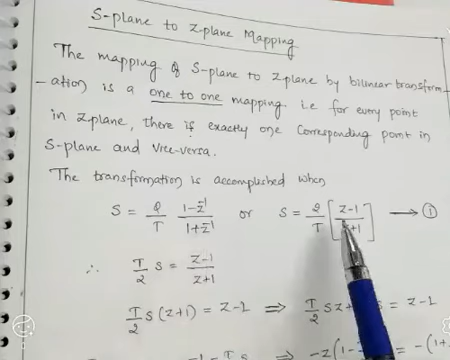 S-plane to Z-plane Mapping
The mapping of S-plane to Z plane by bilinear transform-
-ation is a one to one mapping i.e for every point
in Z plane, there is exactly one corresponding point in
S-plane and Vice-versa.
The transformation is accomplished when
S = 2/T (1-z⁻¹)/(1+z⁻¹) or S = 2/T [(z-1)/(z+1)] → ①
∴ T/2 S = (z-1)/(z+1)
T/2 S(z+1) = z-1 ⇒ T/2 Sz + S = z-1
-1 - T S ⇒ -z(1- = -(1+